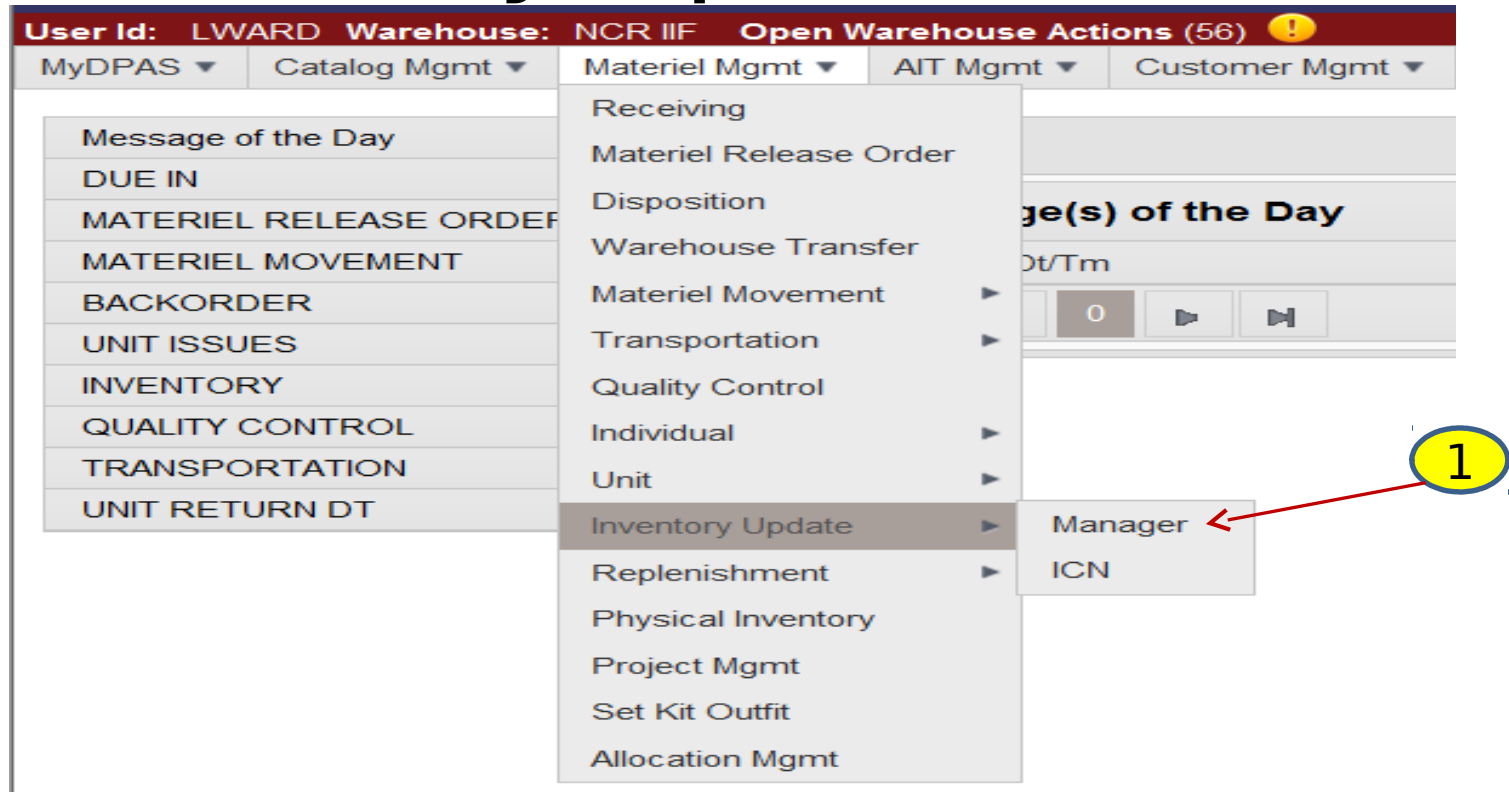 User Id: LWARD Warehouse: NCR IIF Open Warehouse Actions (56) !
MyDPAS Catalog Mgmt Materiel Mgmt AIT Mgmt Customer Mgmt
Message of the Day
DUE IN
MATERIEL RELEASE ORDER
MATERIEL MOVEMENT
BACKORDER
UNIT ISSUES
INVENTORY
QUALITY CONTROL
TRANSPORTATION
UNIT RETURN DT
Receiving
Materiel Release Order
Disposition
Warehouse Transfer
Materiel Movement
Transportation
Quality Control
Individual
Unit
Inventory Update
Replenishment
Physical Inventory
Project Mgmt
Set Kit Outfit
Allocation Mgmt
Manager
ICN
ge(s) of the Day
Dt/Tm
0
1